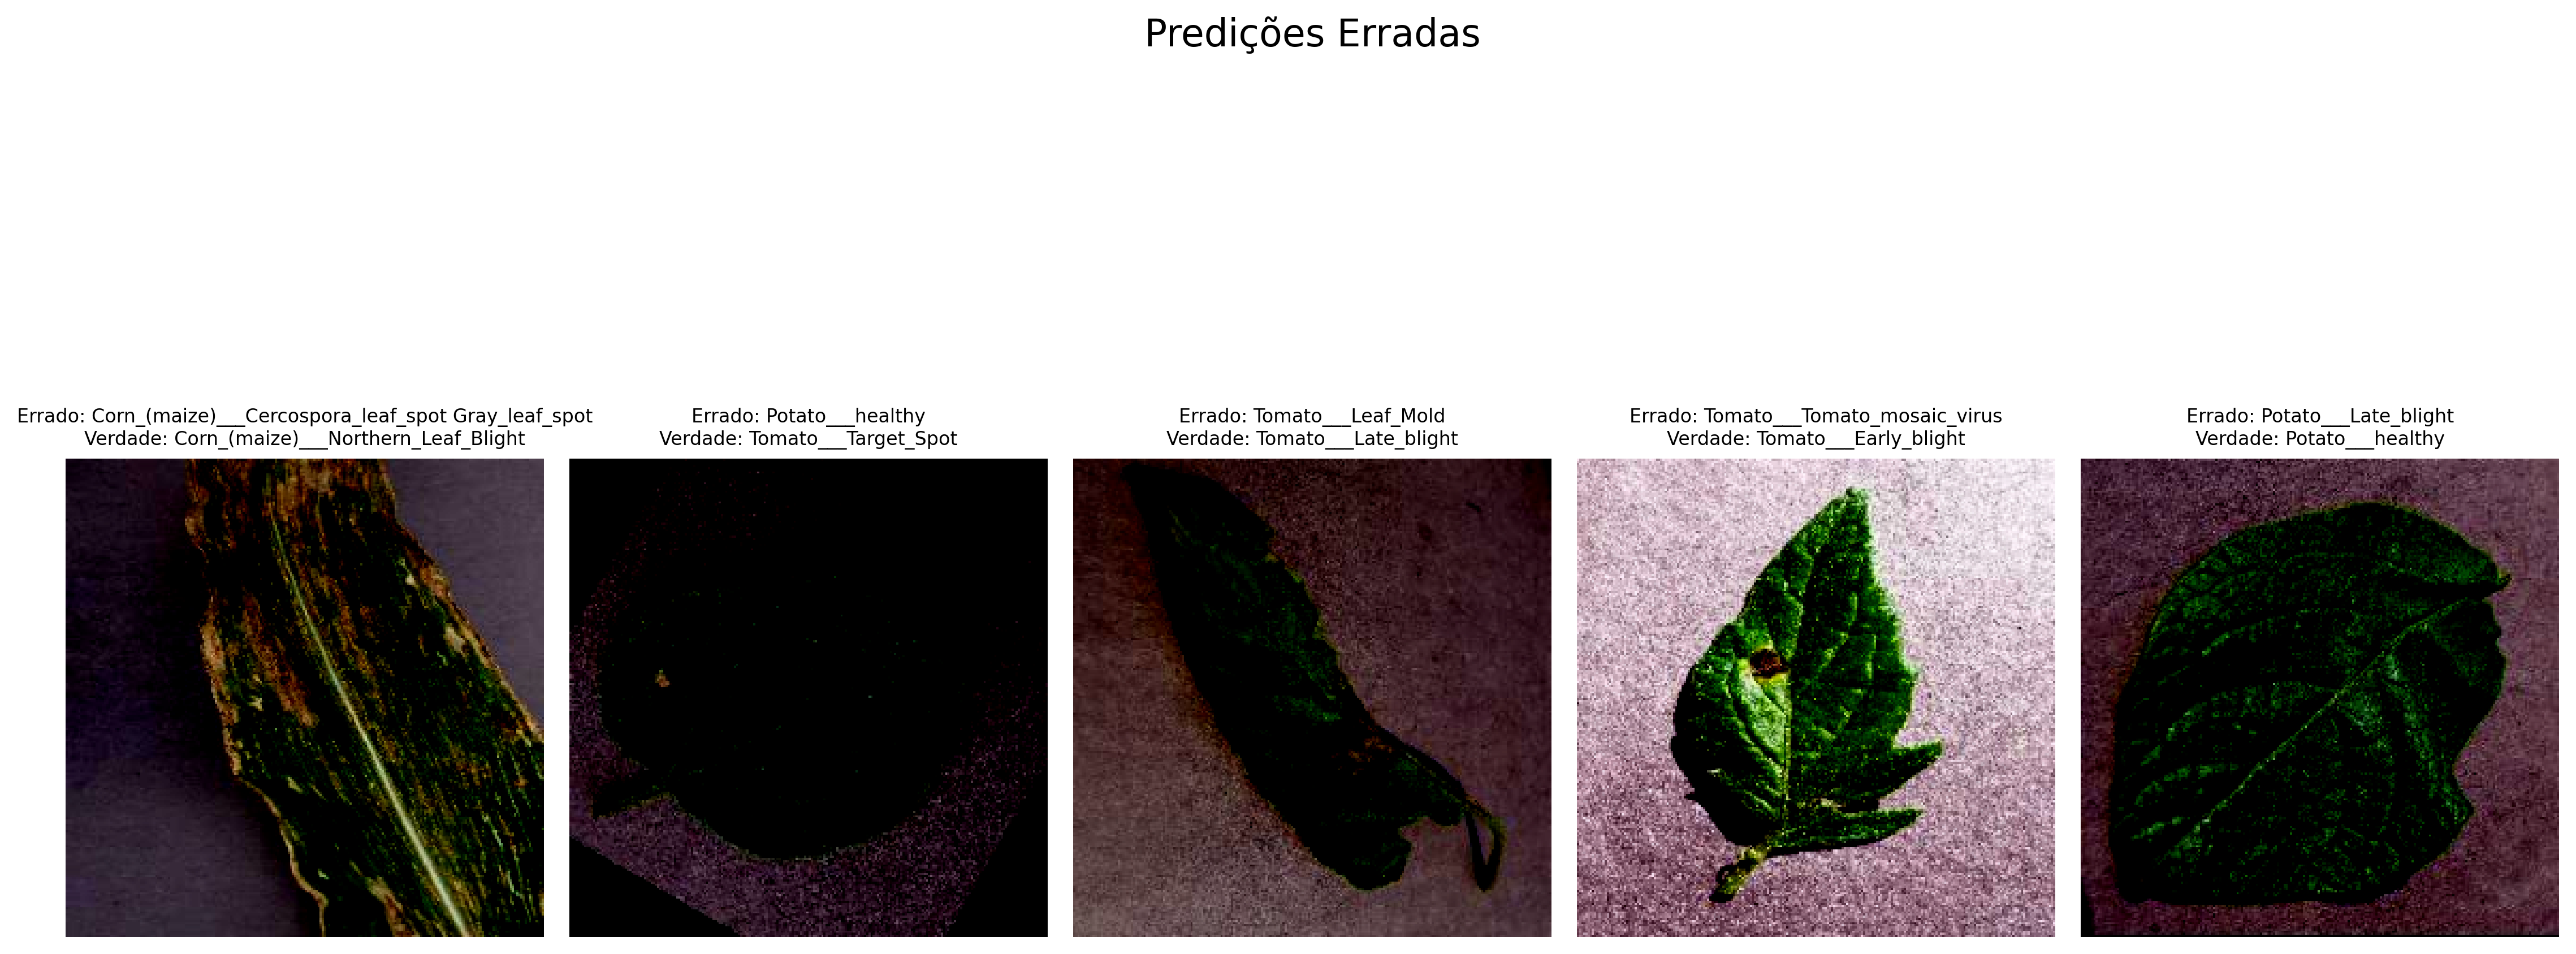 Predições Erradas
Errado: Corn_(maize)___Cercospora_leaf_spot Gray_leaf_spot
Verdade: Corn_(maize)___Northern_Leaf_Blight
Errado: Potato___healthy
Verdade: Tomato___Target_Spot
Errado: Tomato___Leaf_Mold
Verdade: Tomato___Late_blight
Errado: Tomato___Tomato_mosaic_virus
Verdade: Tomato___Early_blight
Errado: Potato___Late_blight
Verdade: Potato___healthy